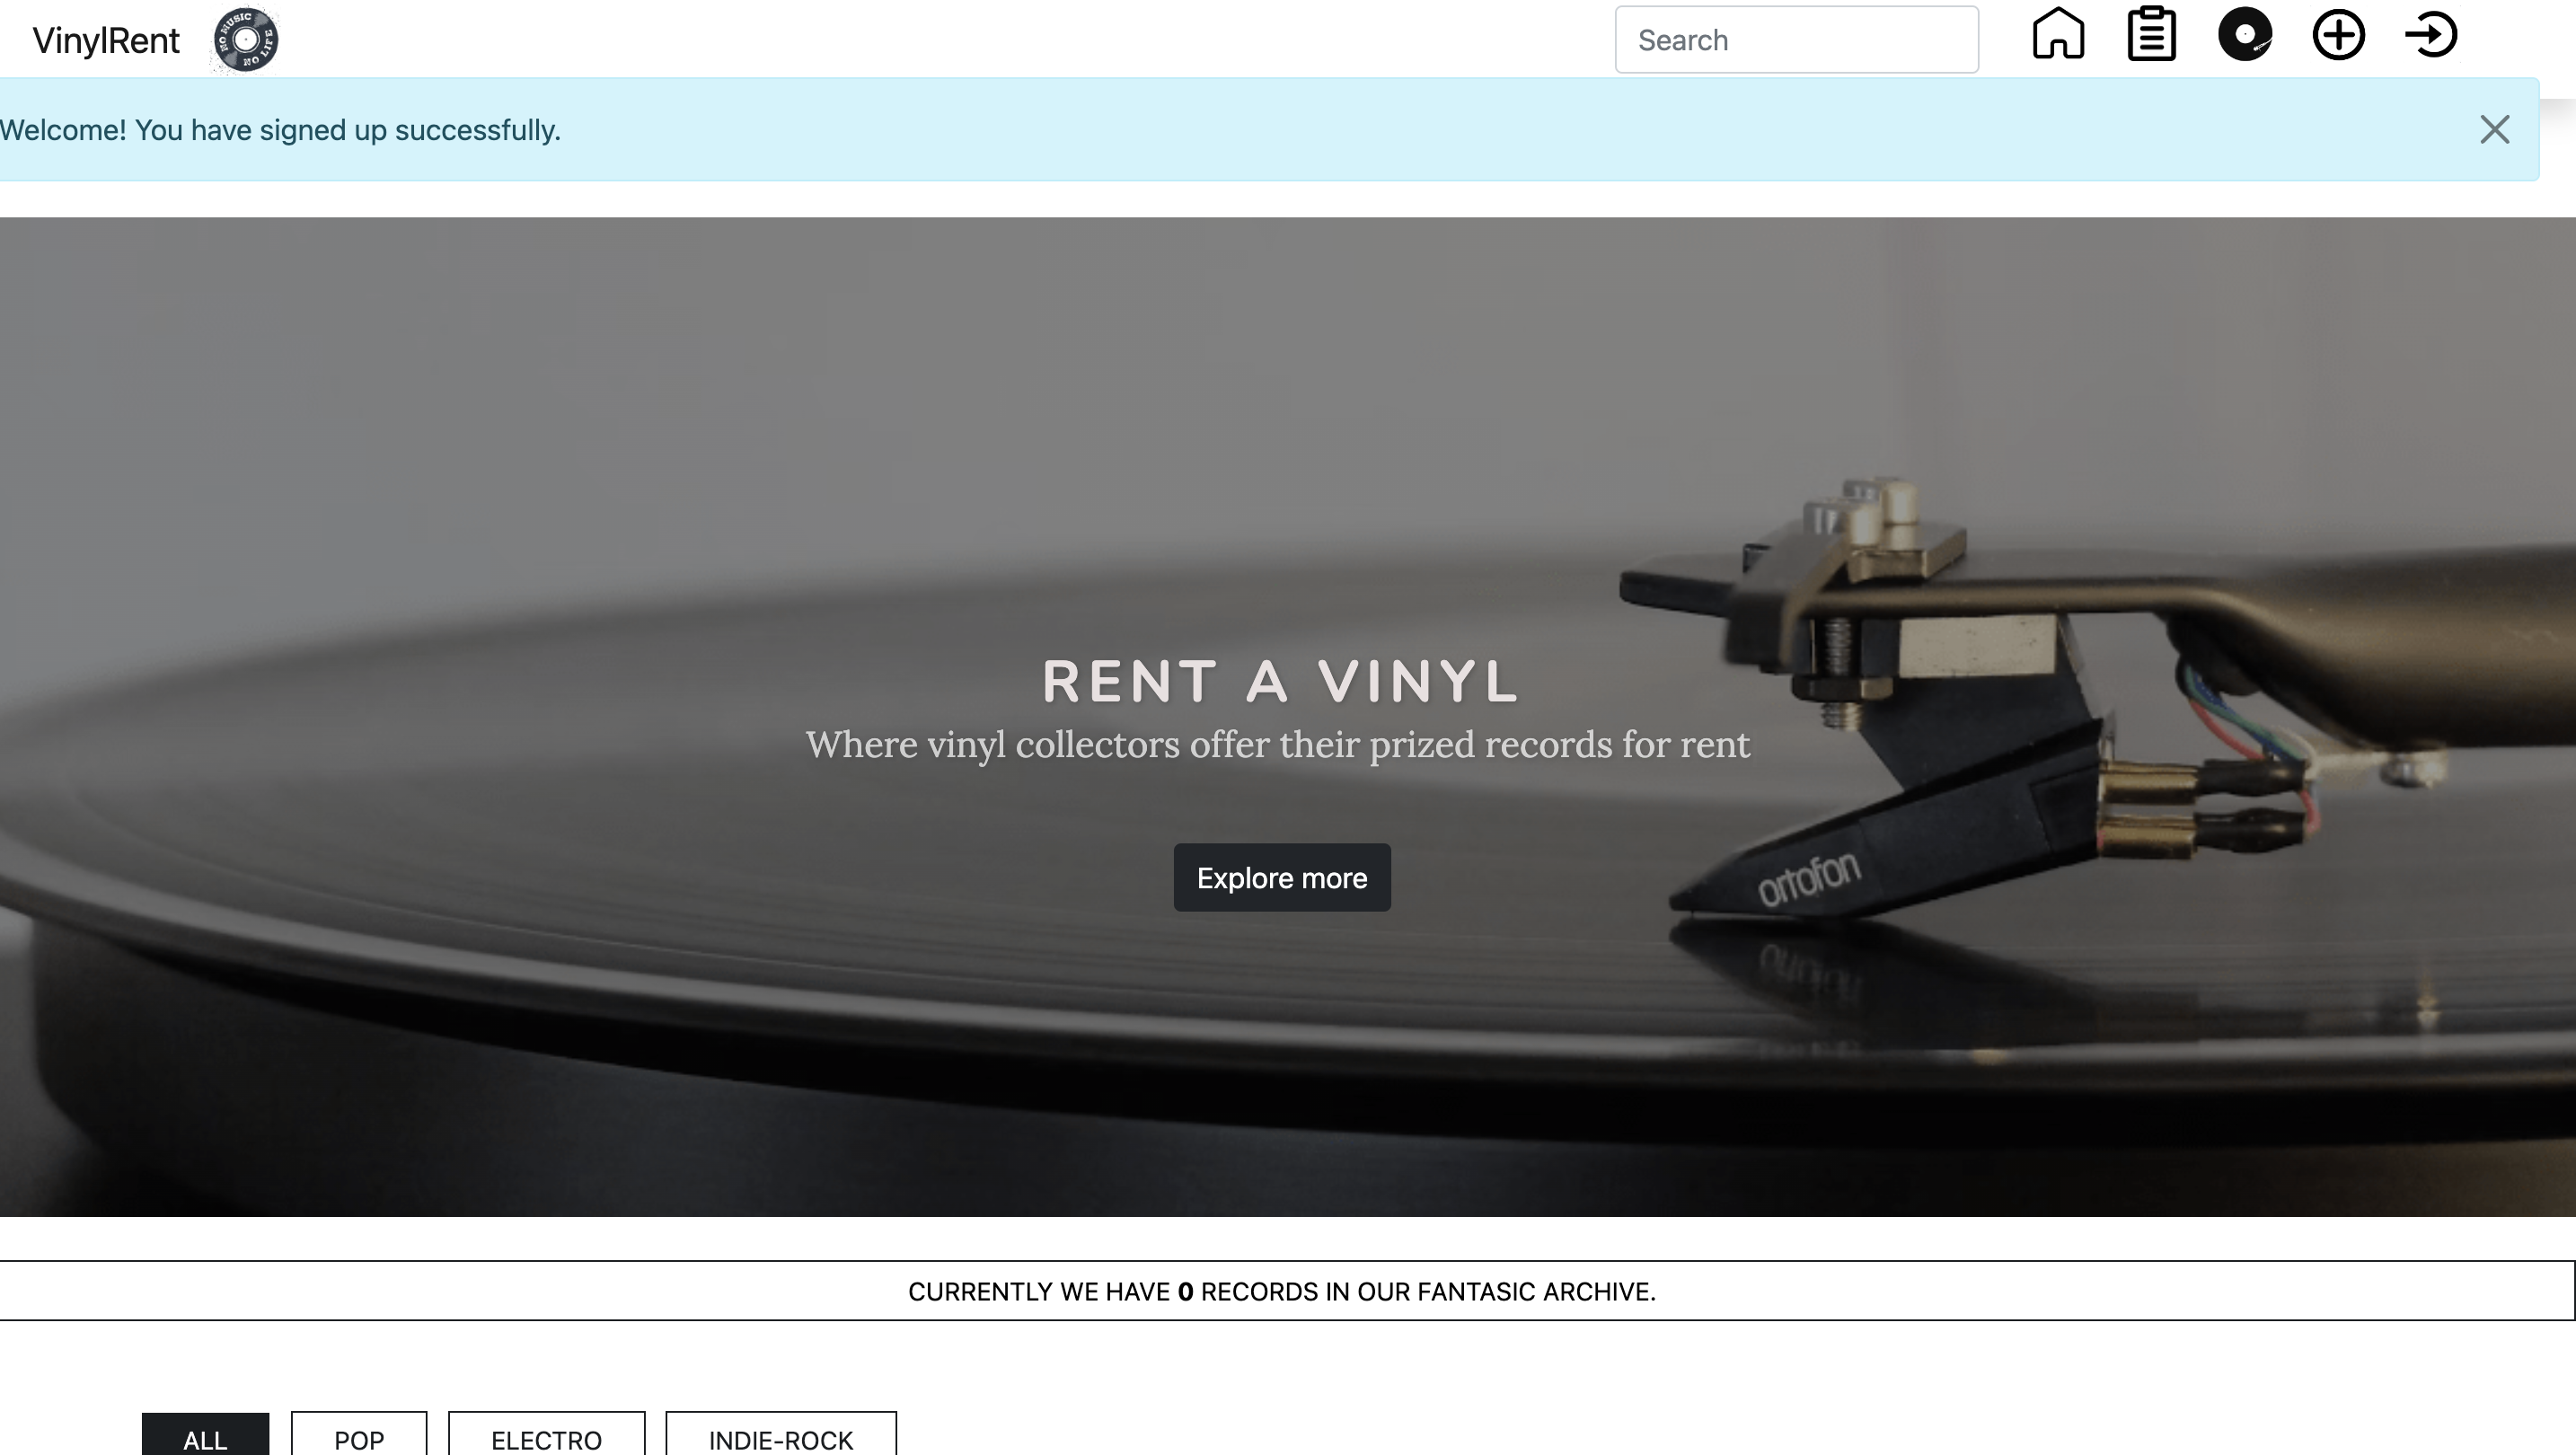 VinylRent
NO MUSIC NO LIFE
Search
Welcome! You have signed up successfully.
RENT A VINYL
Where vinyl collectors offer their prized records for rent
Explore more
ortofon
CURRENTLY WE HAVE 0 RECORDS IN OUR FANTASIC ARCHIVE.
ALL POP ELECTRO INDIE-ROCK